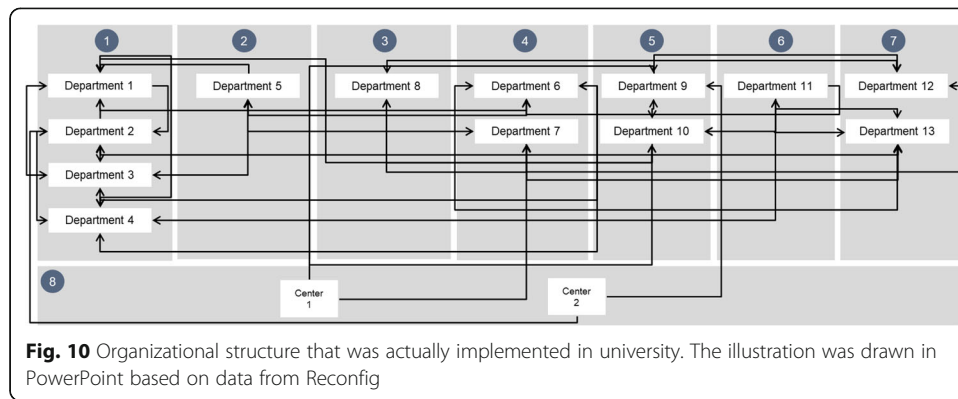 1 2 3 4 5 6 7
Department 1 Department 5 Department 8 Department 6 Department 9 Department 11 Department 12
Department 2 Department 7 Department 10 Department 13
Department 3
Department 4
8
Center
1
Center
2
Fig. 10 Organizational structure that was actually implemented in university. The illustration was drawn in
PowerPoint based on data from Reconfig